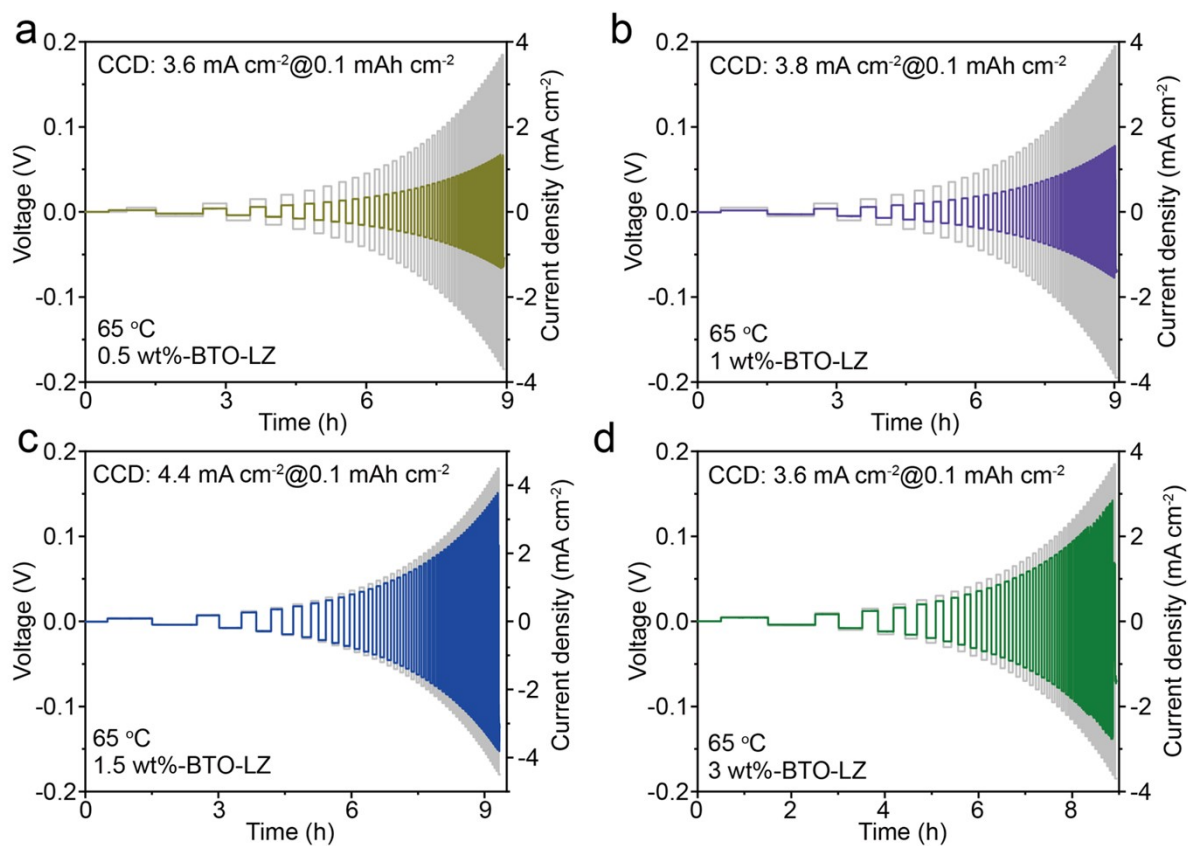 a
CCD: 3.6 mA cm⁻²@0.1 mAh cm⁻²
0.2
0.1
0.0
-0.1
-0.2
Voltage (V)
4
2
0
-2
-4
Current density (mA cm⁻²)
65 °C
0.5 wt%-BTO-LZ
0 3 6 9
Time (h)
b
CCD: 3.8 mA cm⁻²@0.1 mAh cm⁻²
0.2
0.1
0.0
-0.1
-0.2
Voltage (V)
4
2
0
-2
-4
Current density (mA cm⁻²)
65 °C
1 wt%-BTO-LZ
0 3 6 9
Time (h)
c
CCD: 4.4 mA cm⁻²@0.1 mAh cm⁻²
0.2
0.1
0.0
-0.1
-0.2
Voltage (V)
4
2
0
-2
-4
Current density (mA cm⁻²)
65 °C
1.5 wt%-BTO-LZ
0 3 6 9
Time (h)
d
CCD: 3.6 mA cm⁻²@0.1 mAh cm⁻²
0.2
0.1
0.0
-0.1
-0.2
Voltage (V)
4
2
0
-2
-4
Current density (mA cm⁻²)
65 °C
3 wt%-BTO-LZ
0 2 4 6 8
Time (h)